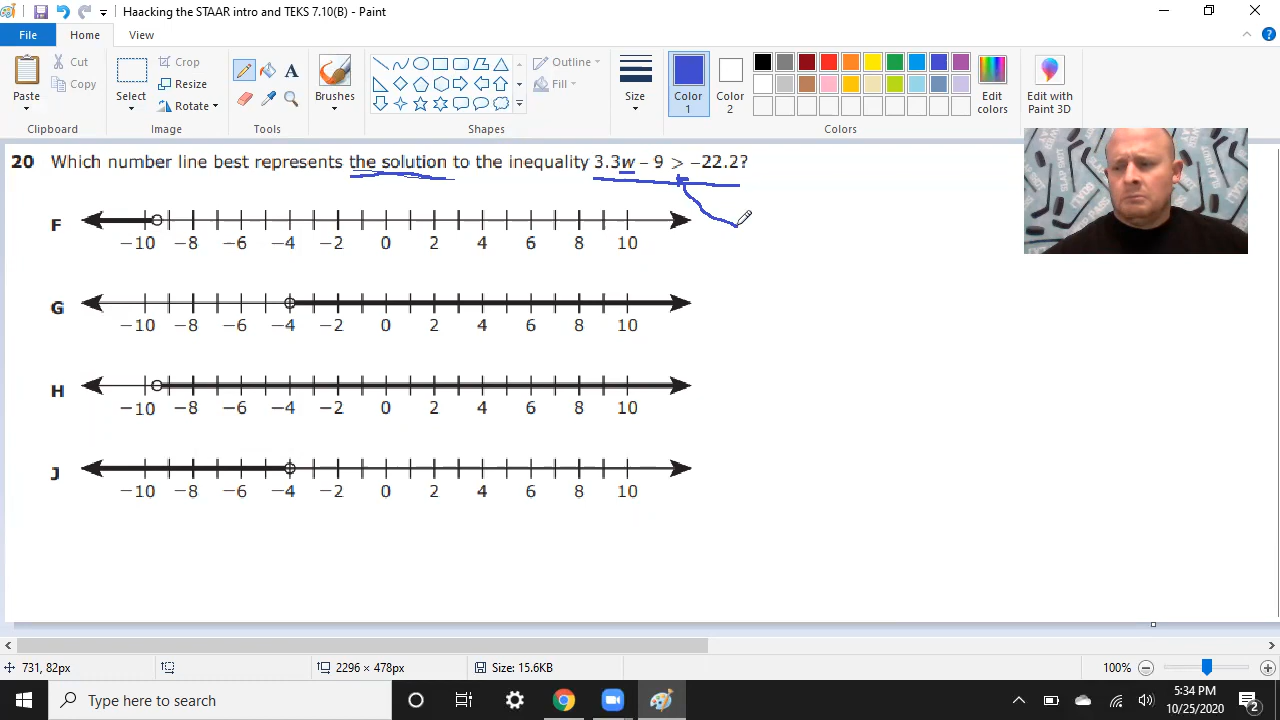 Haacking the STAAR intro and TEKS 7.10(B) - Paint
File Home View
Paste Cut Copy Clipboard
Select Crop Resize Rotate Image
Tools
Brushes
Outline Fill Shapes
Size
Color 1 Color 2 Edit colors Colors
Edit with Paint 3D
20 Which number line best represents the solution to the inequality 3.3w – 9 > –22.2?
F
−10 −8 −6 −4 −2 0 2 4 6 8 10
G
−10 −8 −6 −4 −2 0 2 4 6 8 10
H
−10 −8 −6 −4 −2 0 2 4 6 8 10
J
−10 −8 −6 −4 −2 0 2 4 6 8 10
731, 82px 2296 × 478px Size: 15.6KB 100%
Type here to search
5:34 PM
10/25/2020
2